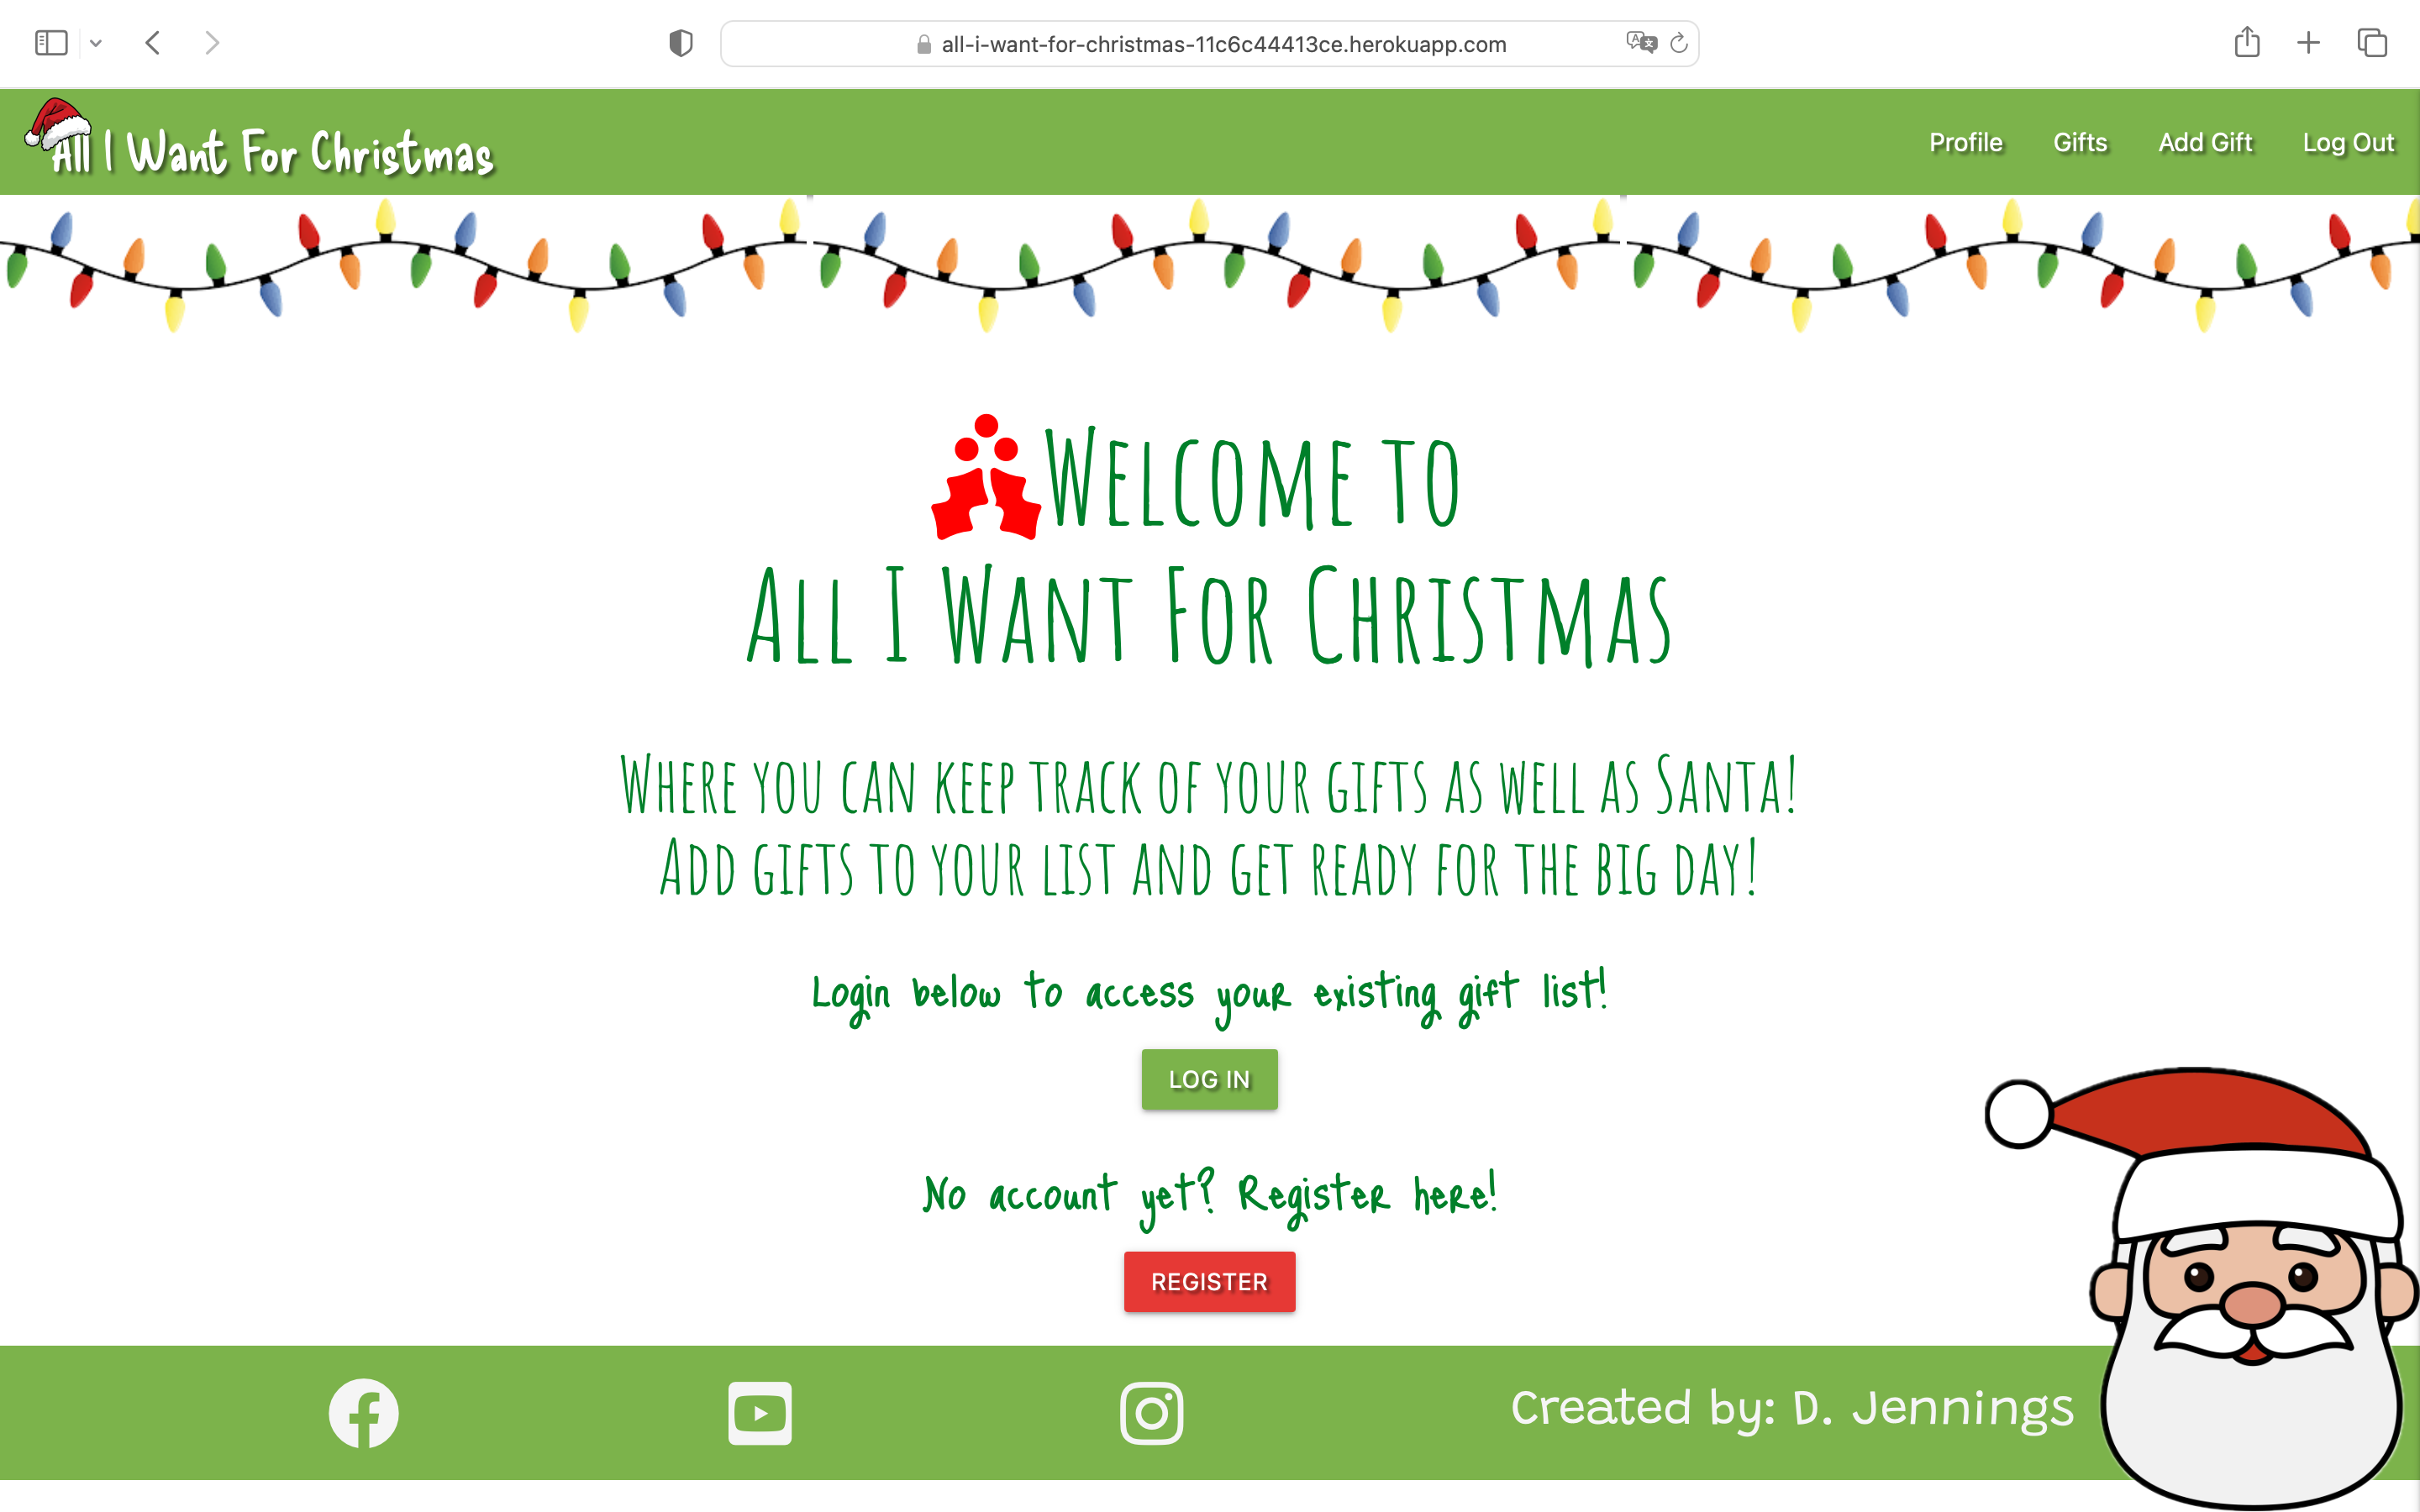 all-i-want-for-christmas-11c6c44413ce.herokuapp.com
All I Want For Christmas
Profile Gifts Add Gift Log Out
Welcome to
All I Want For Christmas
Where you can keep track of your gifts as well as Santa!
Add gifts to your list and get ready for the big day!
Login below to access your existing gift list!
LOG IN
No account yet? Register here!
REGISTER
Created by: D. Jennings